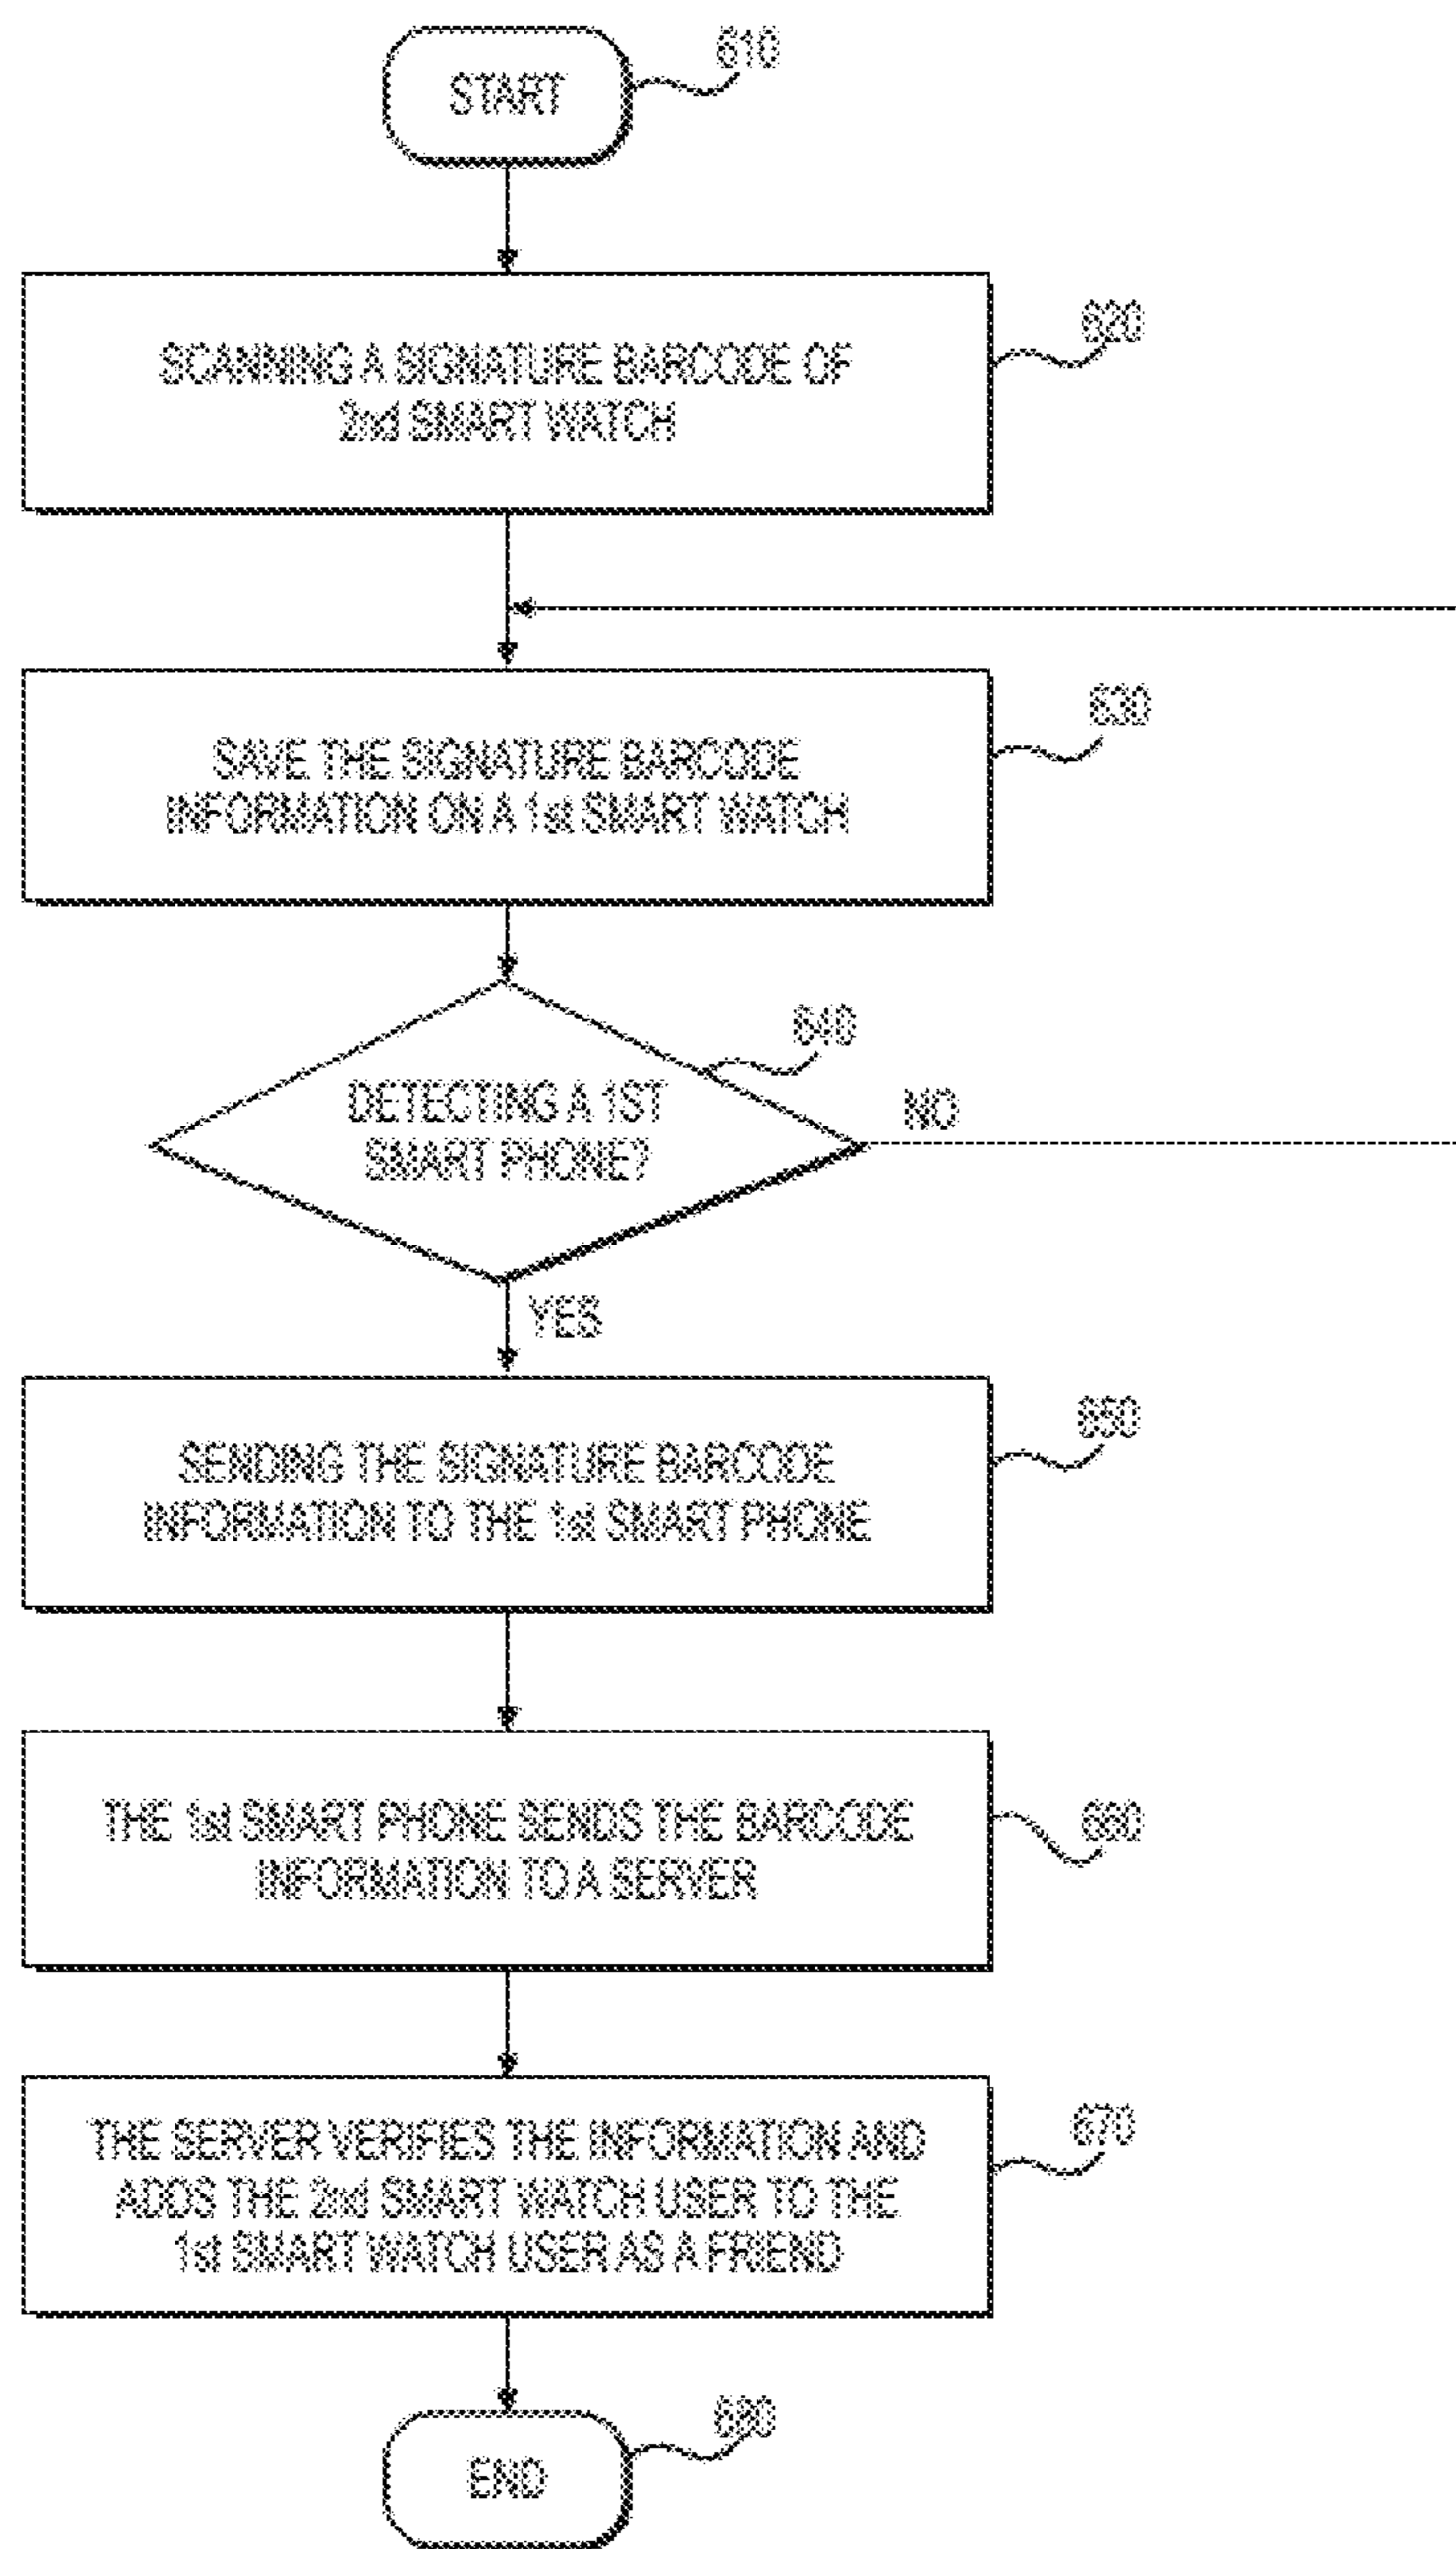 610
START
620
SCANNING A SIGNATURE BARCODE OF
2nd SMART WATCH
630
SAVE THE SIGNATURE BARCODE
INFORMATION ON A 1st SMART WATCH
640
DETECTING A 1ST
SMART PHONE?
NO
YES
650
SENDING THE SIGNATURE BARCODE
INFORMATION TO THE 1st SMART PHONE
660
THE 1st SMART PHONE SENDS THE BARCODE
INFORMATION TO A SERVER
670
THE SERVER VERIFIES THE INFORMATION AND
ADDS THE 2nd SMART WATCH USER TO THE
1st SMART WATCH USER AS A FRIEND
680
END